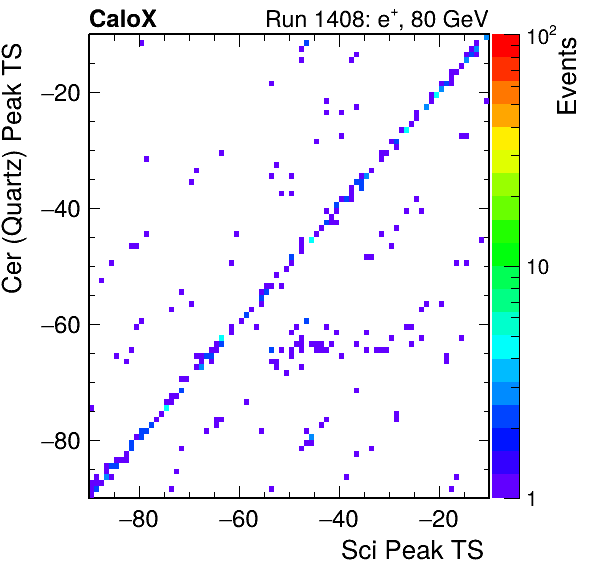 CaloX Run 1408: e⁺, 80 GeV
Cer (Quartz) Peak TS
−20
−40
−60
−80
−80 −60 −40 −20
Sci Peak TS
10²
10
1
Events